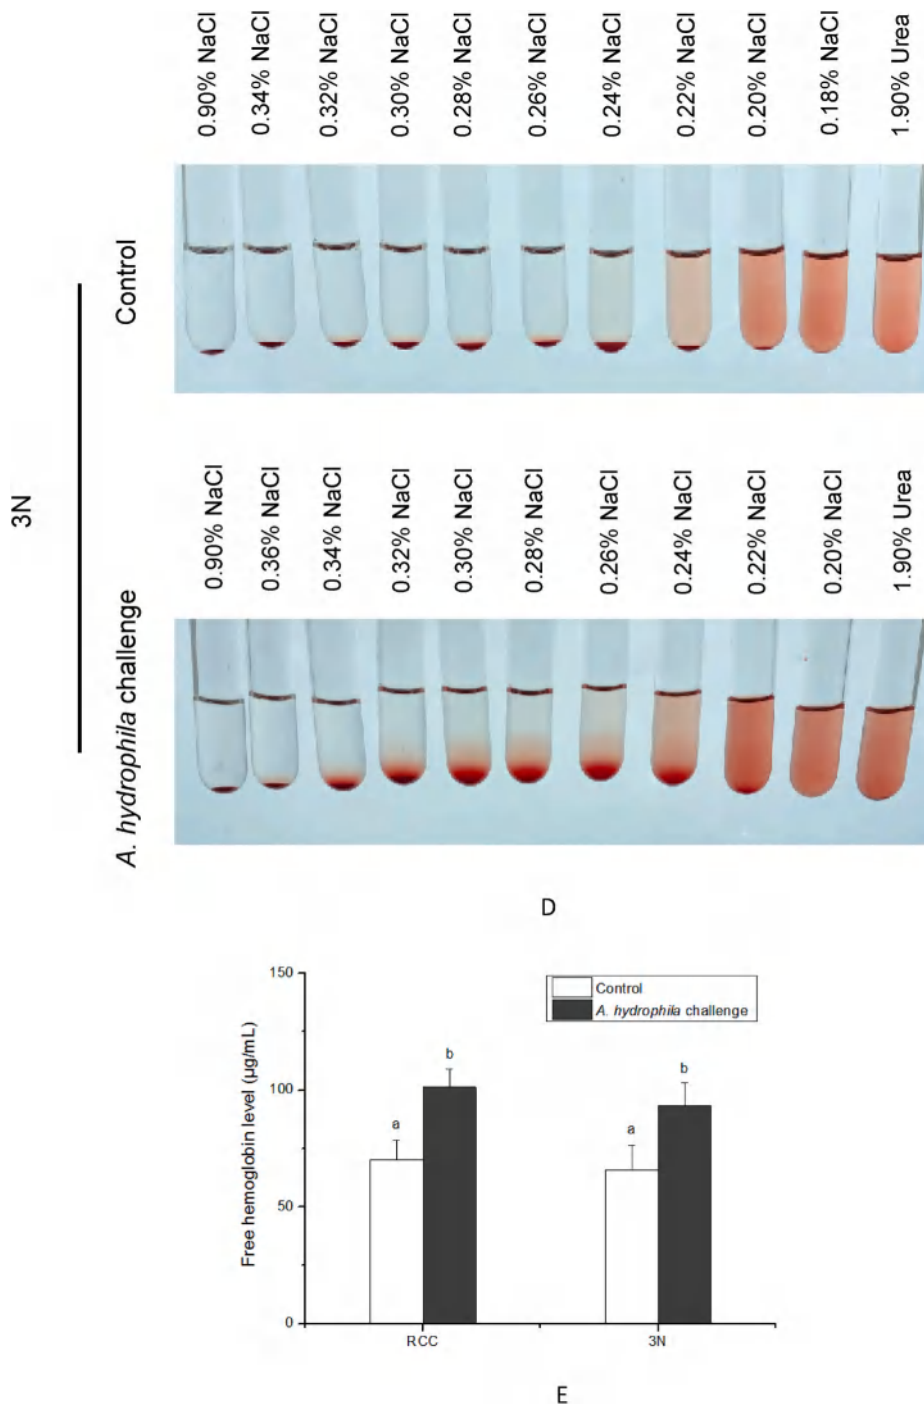 0.90% NaCl
0.34% NaCl
0.32% NaCl
0.30% NaCl
0.28% NaCl
0.26% NaCl
0.24% NaCl
0.22% NaCl
0.20% NaCl
0.18% NaCl
1.90% Urea
Control
3N
0.90% NaCl
0.36% NaCl
0.34% NaCl
0.32% NaCl
0.30% NaCl
0.28% NaCl
0.26% NaCl
0.24% NaCl
0.22% NaCl
0.20% NaCl
1.90% Urea
A. hydrophila challenge
D
150
100
50
0
Free hemoglobin level (µg/mL)
Control
A. hydrophila challenge
a
b
a
b
RCC
3N
E